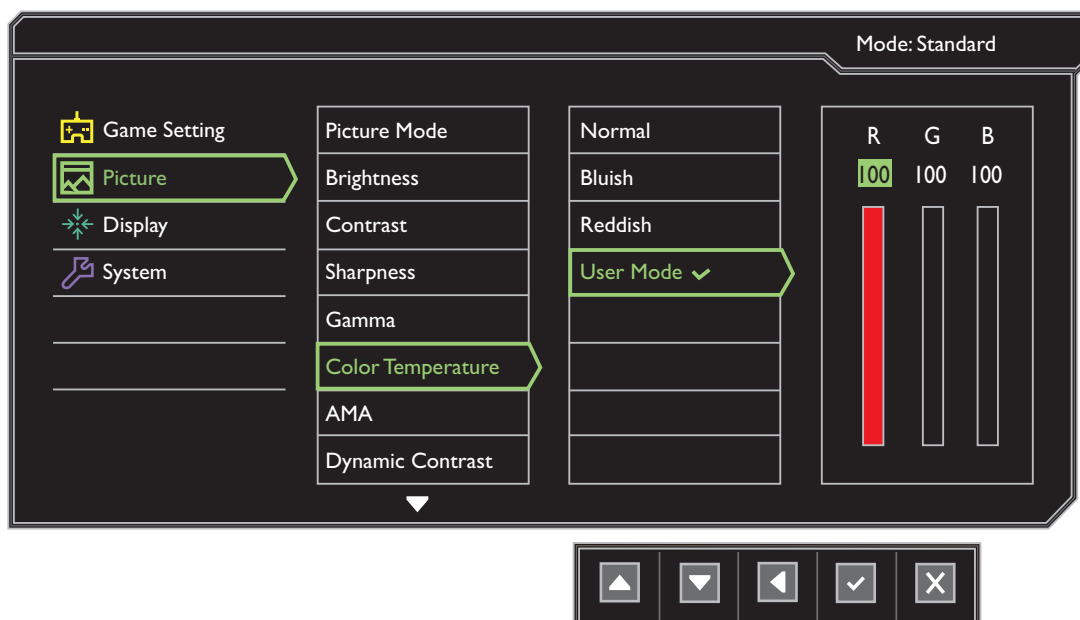 Mode: Standard
Game Setting
Picture
Display
System
Picture Mode
Brightness
Contrast
Sharpness
Gamma
Color Temperature
AMA
Dynamic Contrast
Normal
Bluish
Reddish
User Mode
R G B
100 100 100